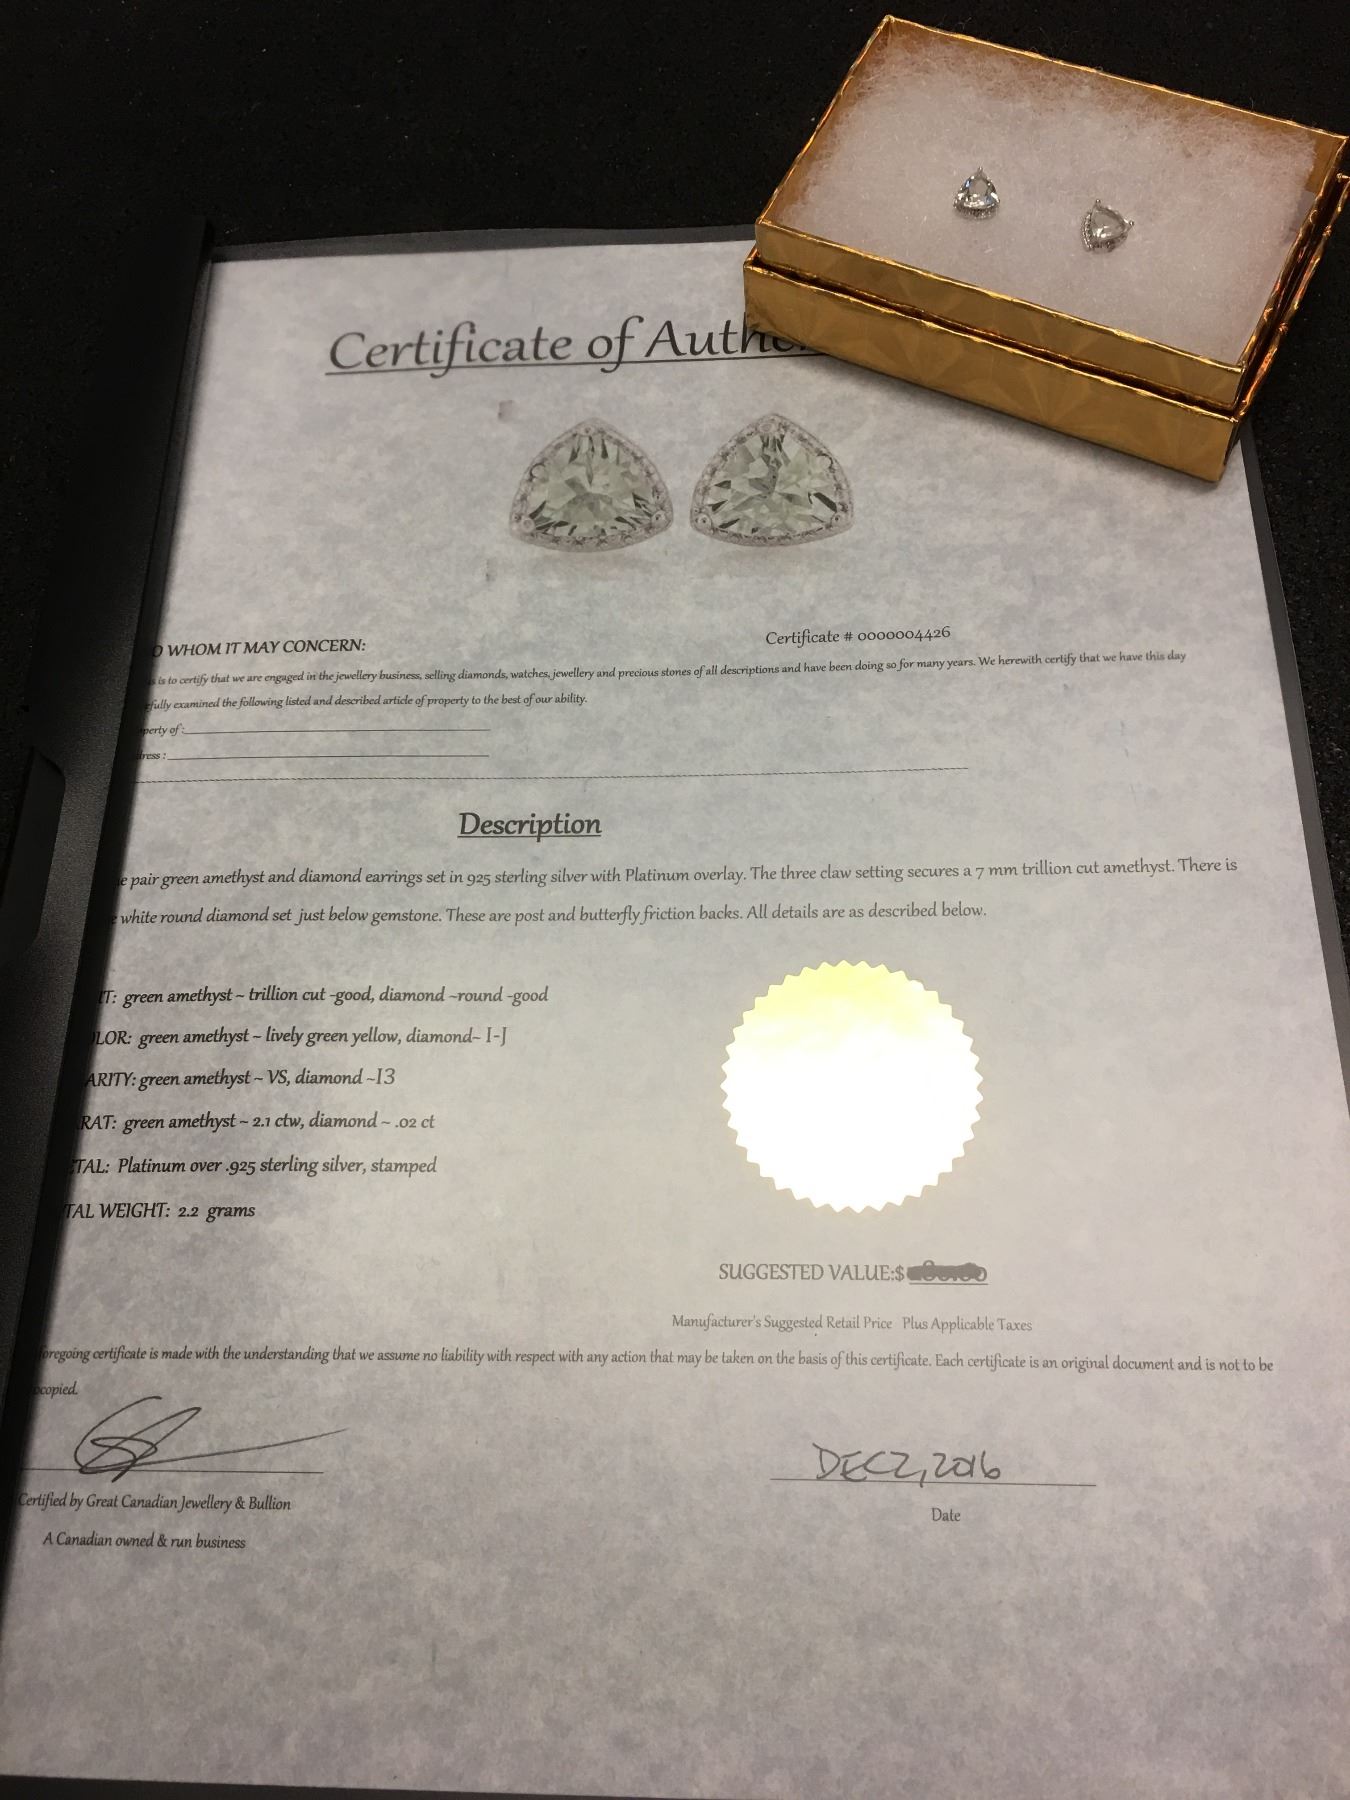 Certificate of Authe
O WHOM IT MAY CONCERN:
Certificate # 0000004426
s is to certify that we are engaged in the jewellery business, selling diamonds, watches, jewellery and precious stones of all descriptions and have been doing so for many years. We herewith certify that we have this day
fully examined the following listed and described article of property to the best of our ability.
perty of :
dress :
Description
e pair green amethyst and diamond earrings set in 925 sterling silver with Platinum overlay. The three claw setting secures a 7 mm trillion cut amethyst. There is
e white round diamond set just below gemstone. These are post and butterfly friction backs. All details are as described below.
T: green amethyst ~ trillion cut -good, diamond ~round -good
LOR: green amethyst ~ lively green yellow, diamond~ I-J
ARITY: green amethyst ~ VS, diamond ~I3
RAT: green amethyst ~ 2.1 ctw, diamond ~ .02 ct
TAL: Platinum over .925 sterling silver, stamped
TAL WEIGHT: 2.2 grams
SUGGESTED VALUE:$
Manufacturer's Suggested Retail Price Plus Applicable Taxes
oregoing certificate is made with the understanding that we assume no liability with respect with any action that may be taken on the basis of this certificate. Each certificate is an original document and is not to be
ocopied.
DEC 2, 2016
Certified by Great Canadian Jewellery & Bullion
Date
A Canadian owned & run business